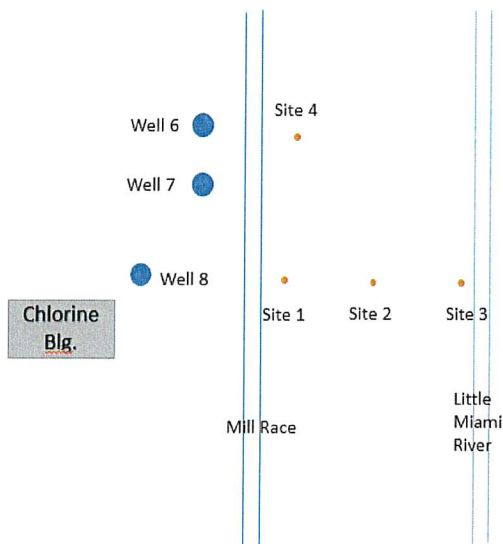 Site 4
Well 6
Well 7
Well 8
Chlorine
Blg.
Site 1
Site 2
Site 3
Little
Miami
River
Mill Race